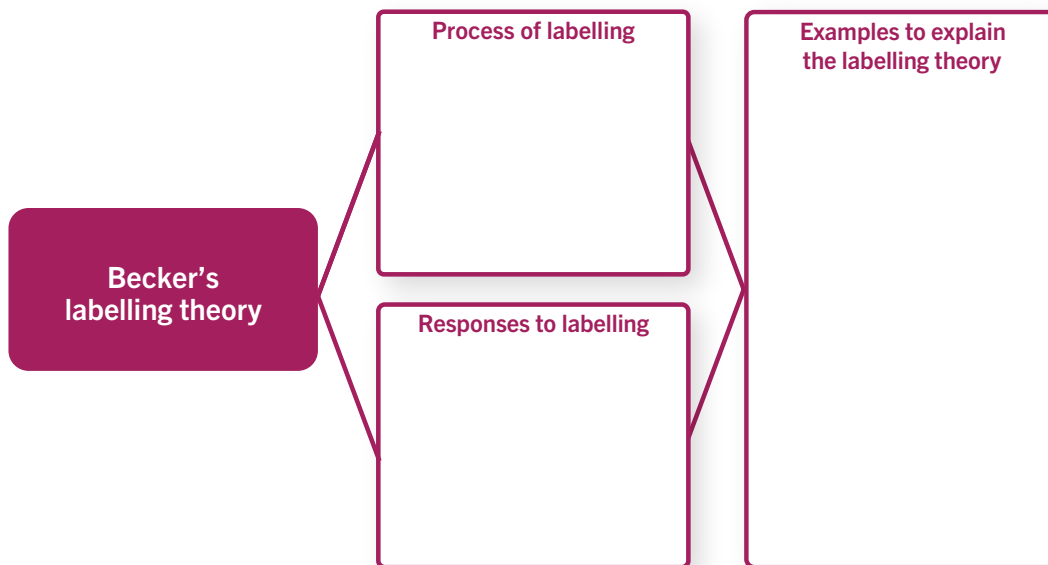 Becker’s
labelling theory
Process of labelling
Responses to labelling
Examples to explain
the labelling theory